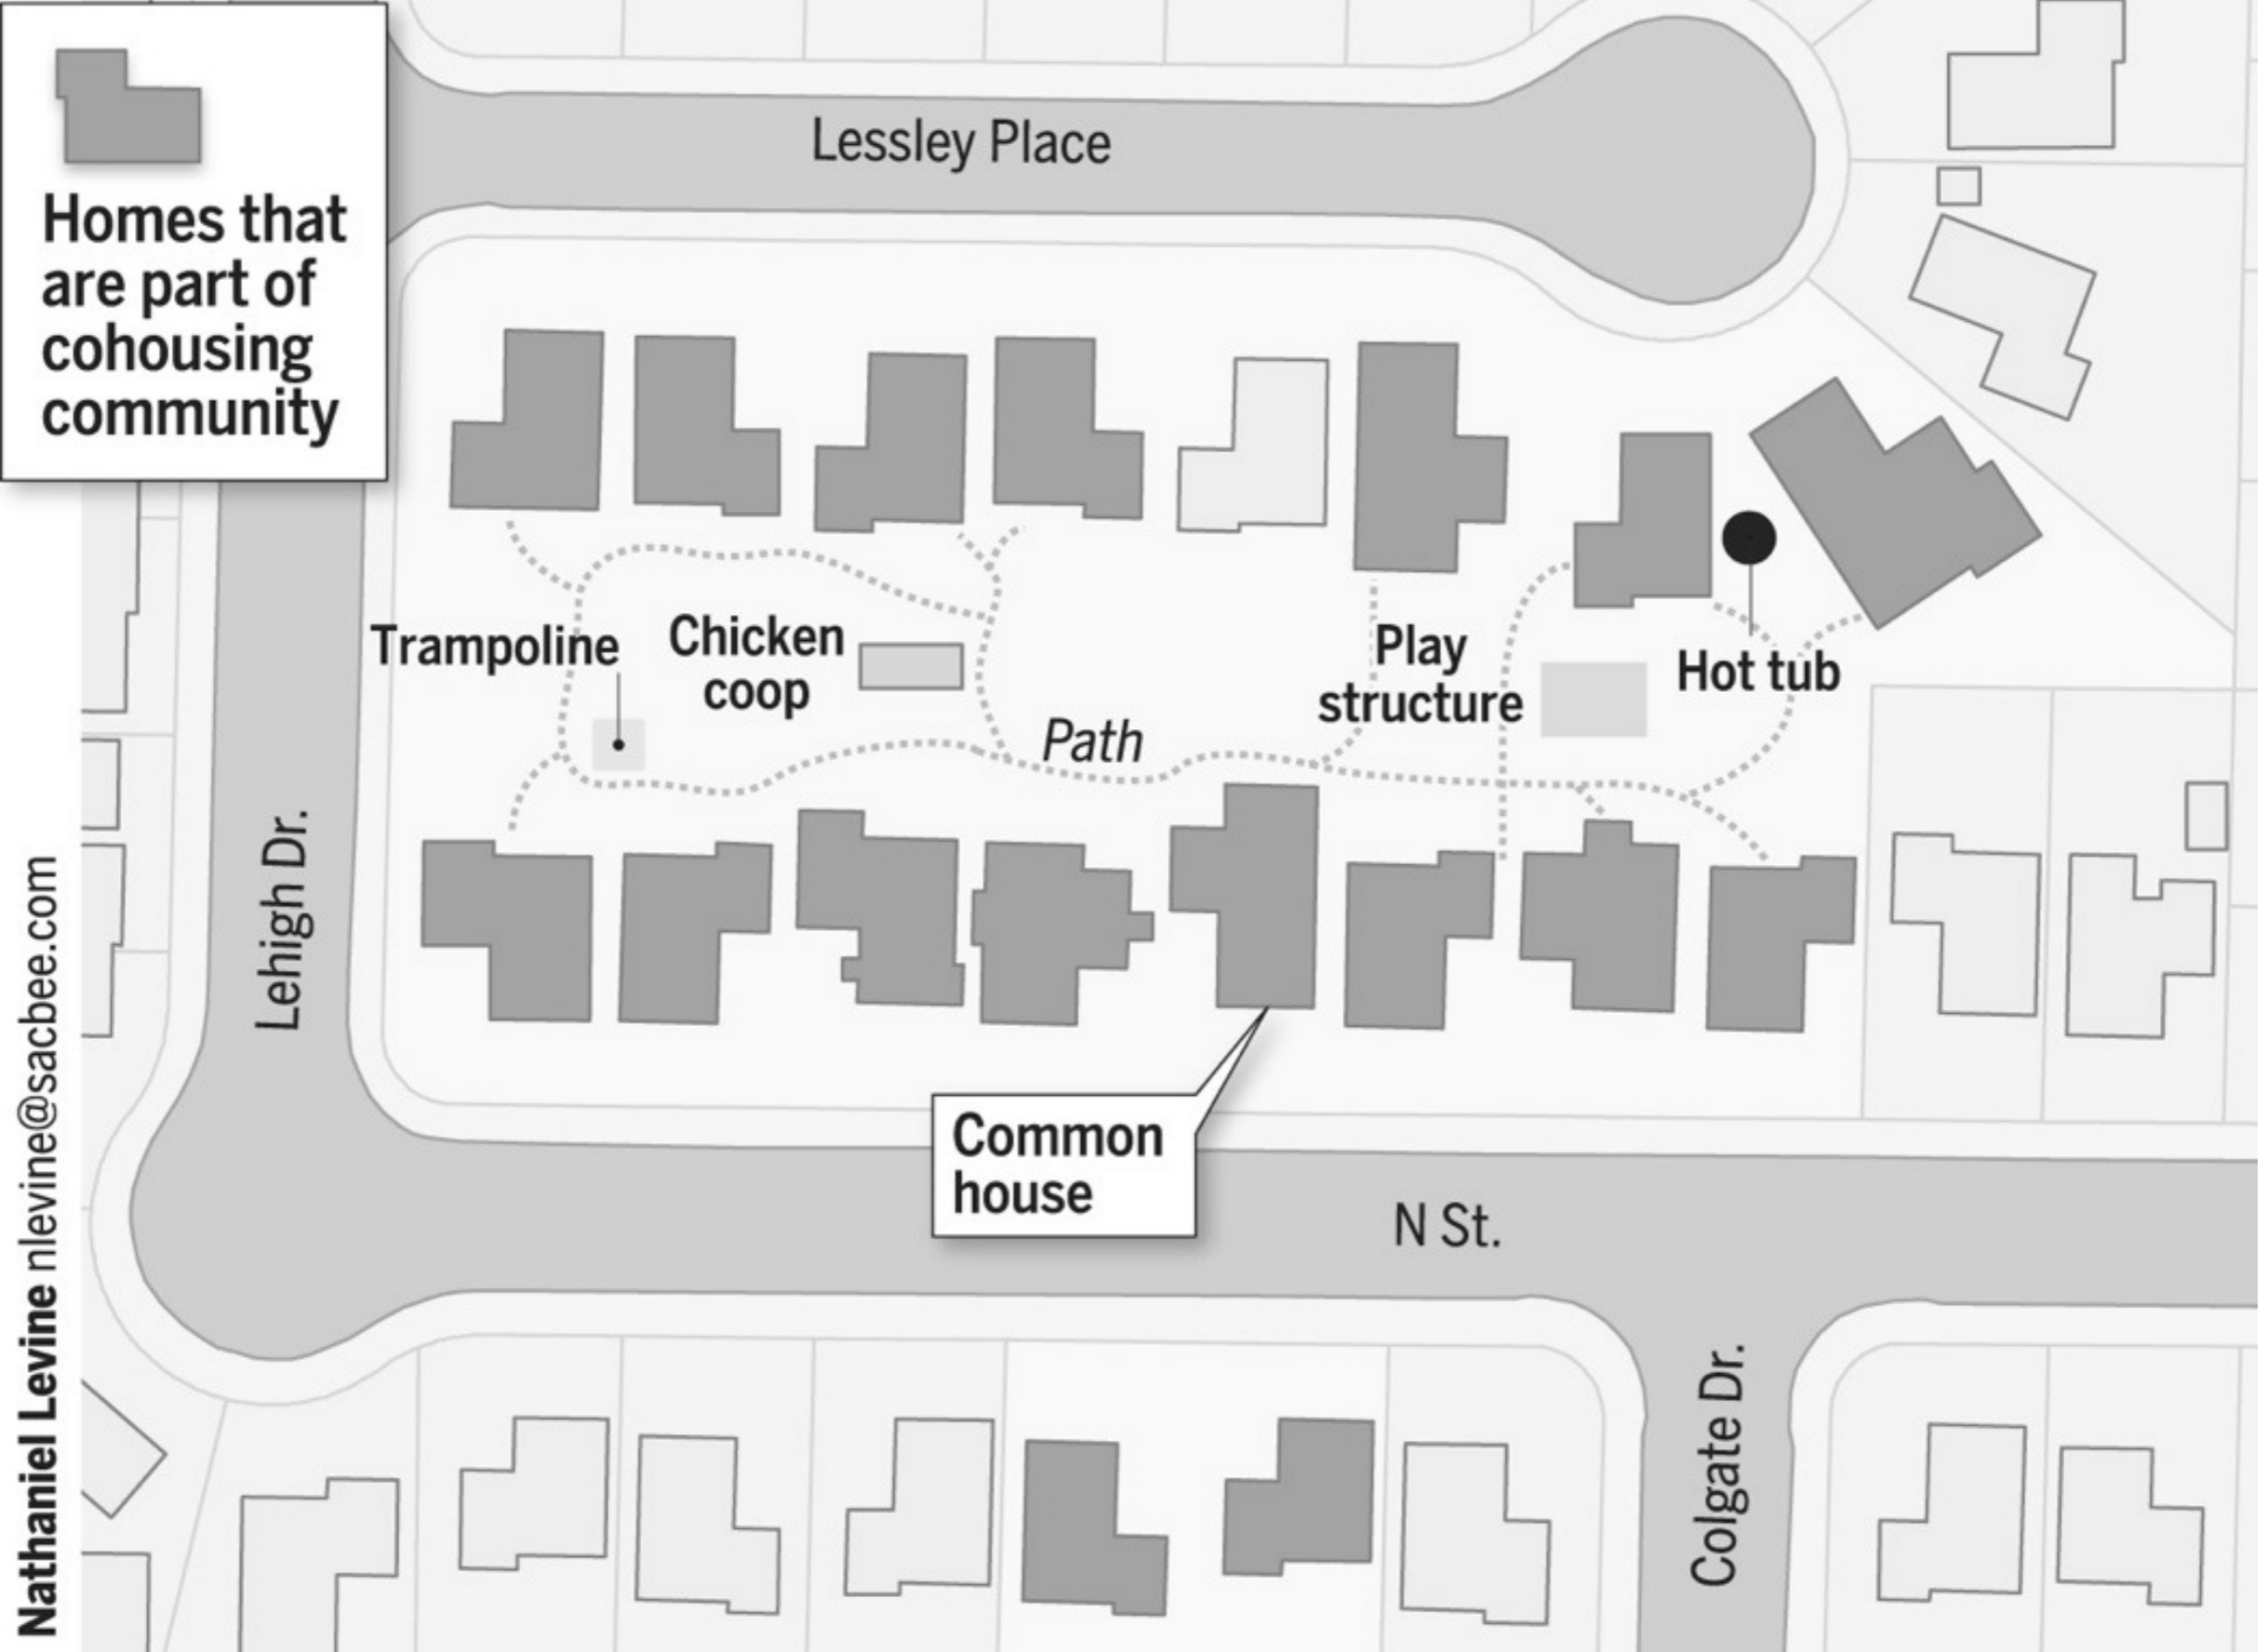 Homes that
are part of
cohousing
community
Lessley Place
Trampoline
Chicken
coop
Play
structure
Hot tub
Path
Lehigh Dr.
Common
house
N St.
Colgate Dr.
Nathaniel Levine nlevine@sacbee.com